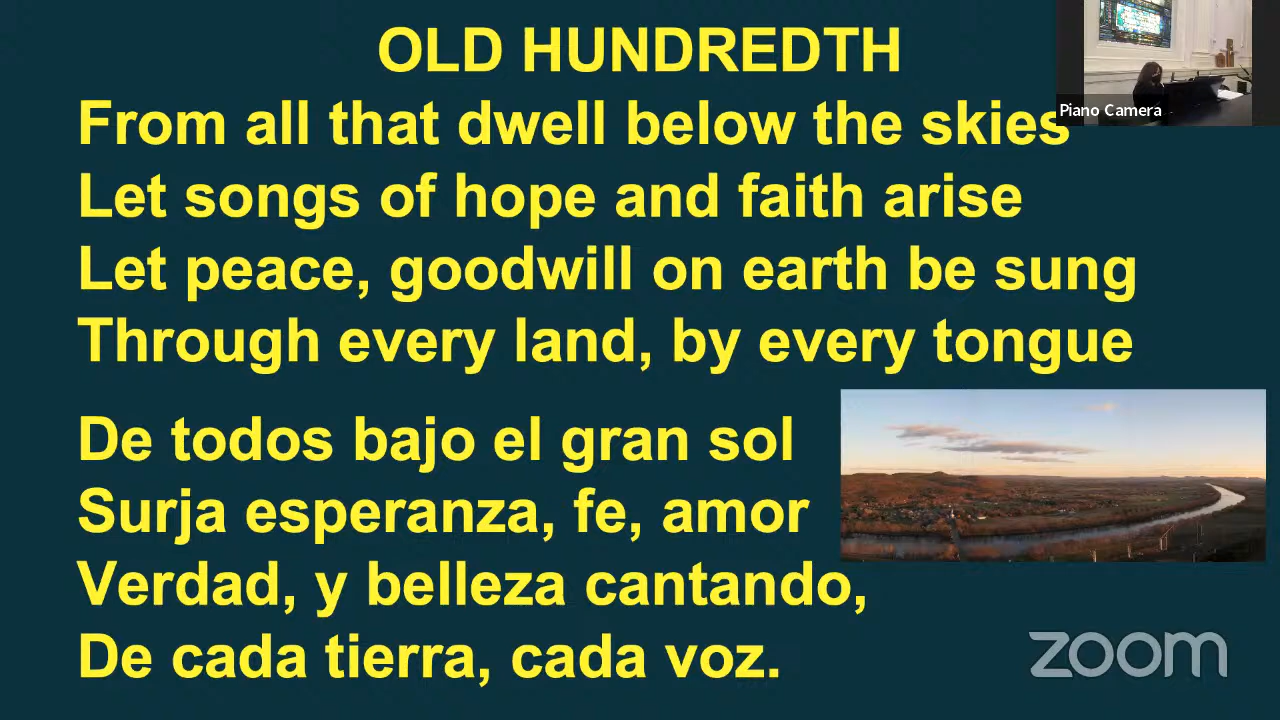 OLD HUNDREDTH
From all that dwell below the skies
Let songs of hope and faith arise
Let peace, goodwill on earth be sung
Through every land, by every tongue
De todos bajo el gran sol
Surja esperanza, fe, amor
Verdad, y belleza cantando,
De cada tierra, cada voz.
Piano Camera
zoom